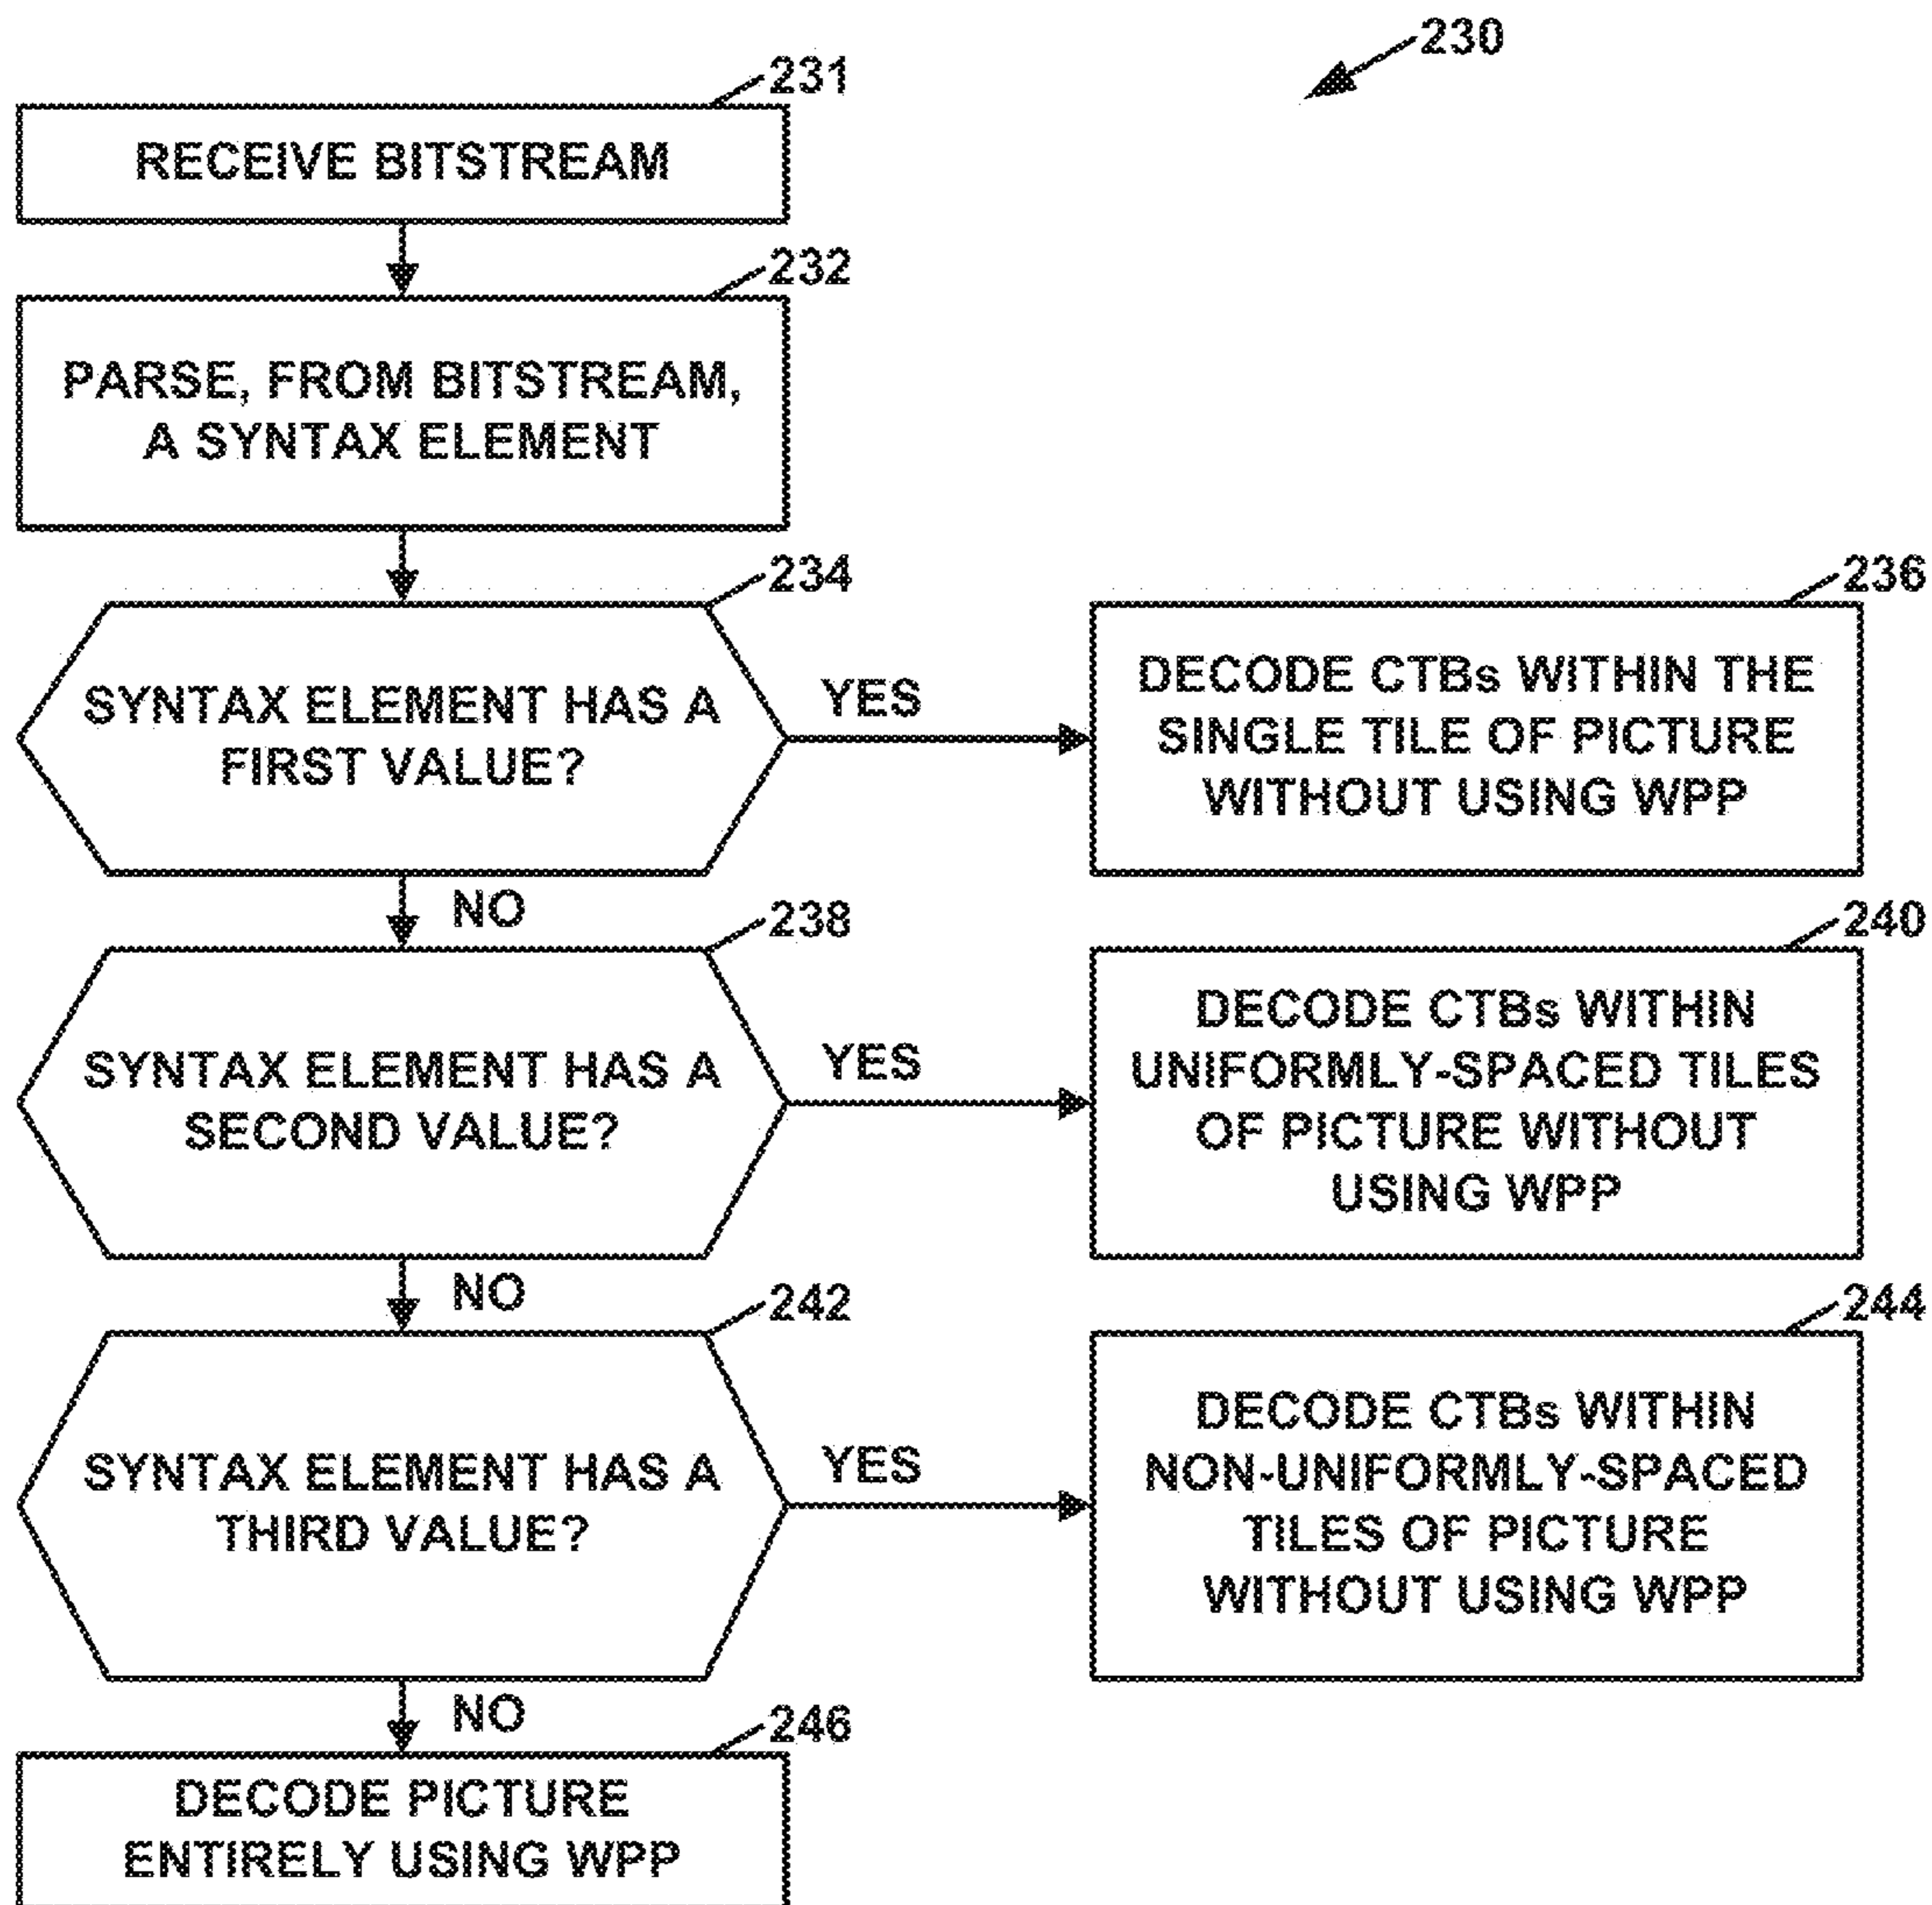 230
231
RECEIVE BITSTREAM
232
PARSE, FROM BITSTREAM,
A SYNTAX ELEMENT
234
SYNTAX ELEMENT HAS A
FIRST VALUE?
YES
236
DECODE CTBs WITHIN THE
SINGLE TILE OF PICTURE
WITHOUT USING WPP
NO
238
SYNTAX ELEMENT HAS A
SECOND VALUE?
YES
240
DECODE CTBs WITHIN
UNIFORMLY-SPACED TILES
OF PICTURE WITHOUT
USING WPP
NO
242
SYNTAX ELEMENT HAS A
THIRD VALUE?
YES
244
DECODE CTBs WITHIN
NON-UNIFORMLY-SPACED
TILES OF PICTURE
WITHOUT USING WPP
NO
246
DECODE PICTURE
ENTIRELY USING WPP